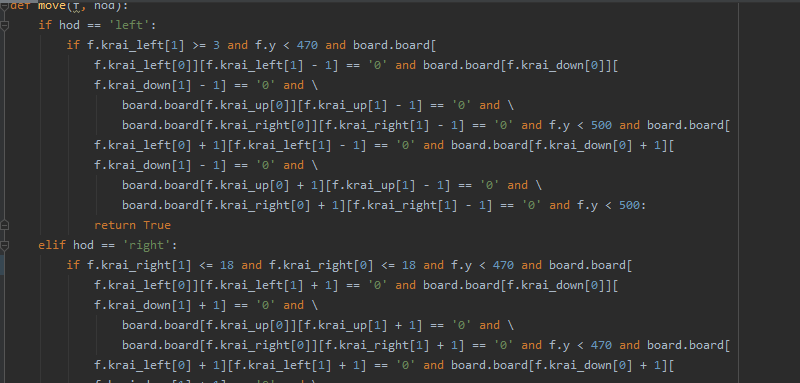 def move(f, hod):
if hod == 'left':
if f.krai_left[1] >= 3 and f.y < 470 and board.board[
f.krai_left[0]][f.krai_left[1] - 1] == '0' and board.board[f.krai_down[0]][
f.krai_down[1] - 1] == '0' and \
board.board[f.krai_up[0]][f.krai_up[1] - 1] == '0' and \
board.board[f.krai_right[0]][f.krai_right[1] - 1] == '0' and f.y < 500 and board.board[
f.krai_left[0] + 1][f.krai_left[1] - 1] == '0' and board.board[f.krai_down[0] + 1][
f.krai_down[1] - 1] == '0' and \
board.board[f.krai_up[0] + 1][f.krai_up[1] - 1] == '0' and \
board.board[f.krai_right[0] + 1][f.krai_right[1] - 1] == '0' and f.y < 500:
return True
elif hod == 'right':
if f.krai_right[1] <= 18 and f.krai_right[0] <= 18 and f.y < 470 and board.board[
f.krai_left[0]][f.krai_left[1] + 1] == '0' and board.board[f.krai_down[0]][
f.krai_down[1] + 1] == '0' and \
board.board[f.krai_up[0]][f.krai_up[1] + 1] == '0' and \
board.board[f.krai_right[0]][f.krai_right[1] + 1] == '0' and f.y < 470 and board.board[
f.krai_left[0] + 1][f.krai_left[1] + 1] == '0' and board.board[f.krai_down[0] + 1][